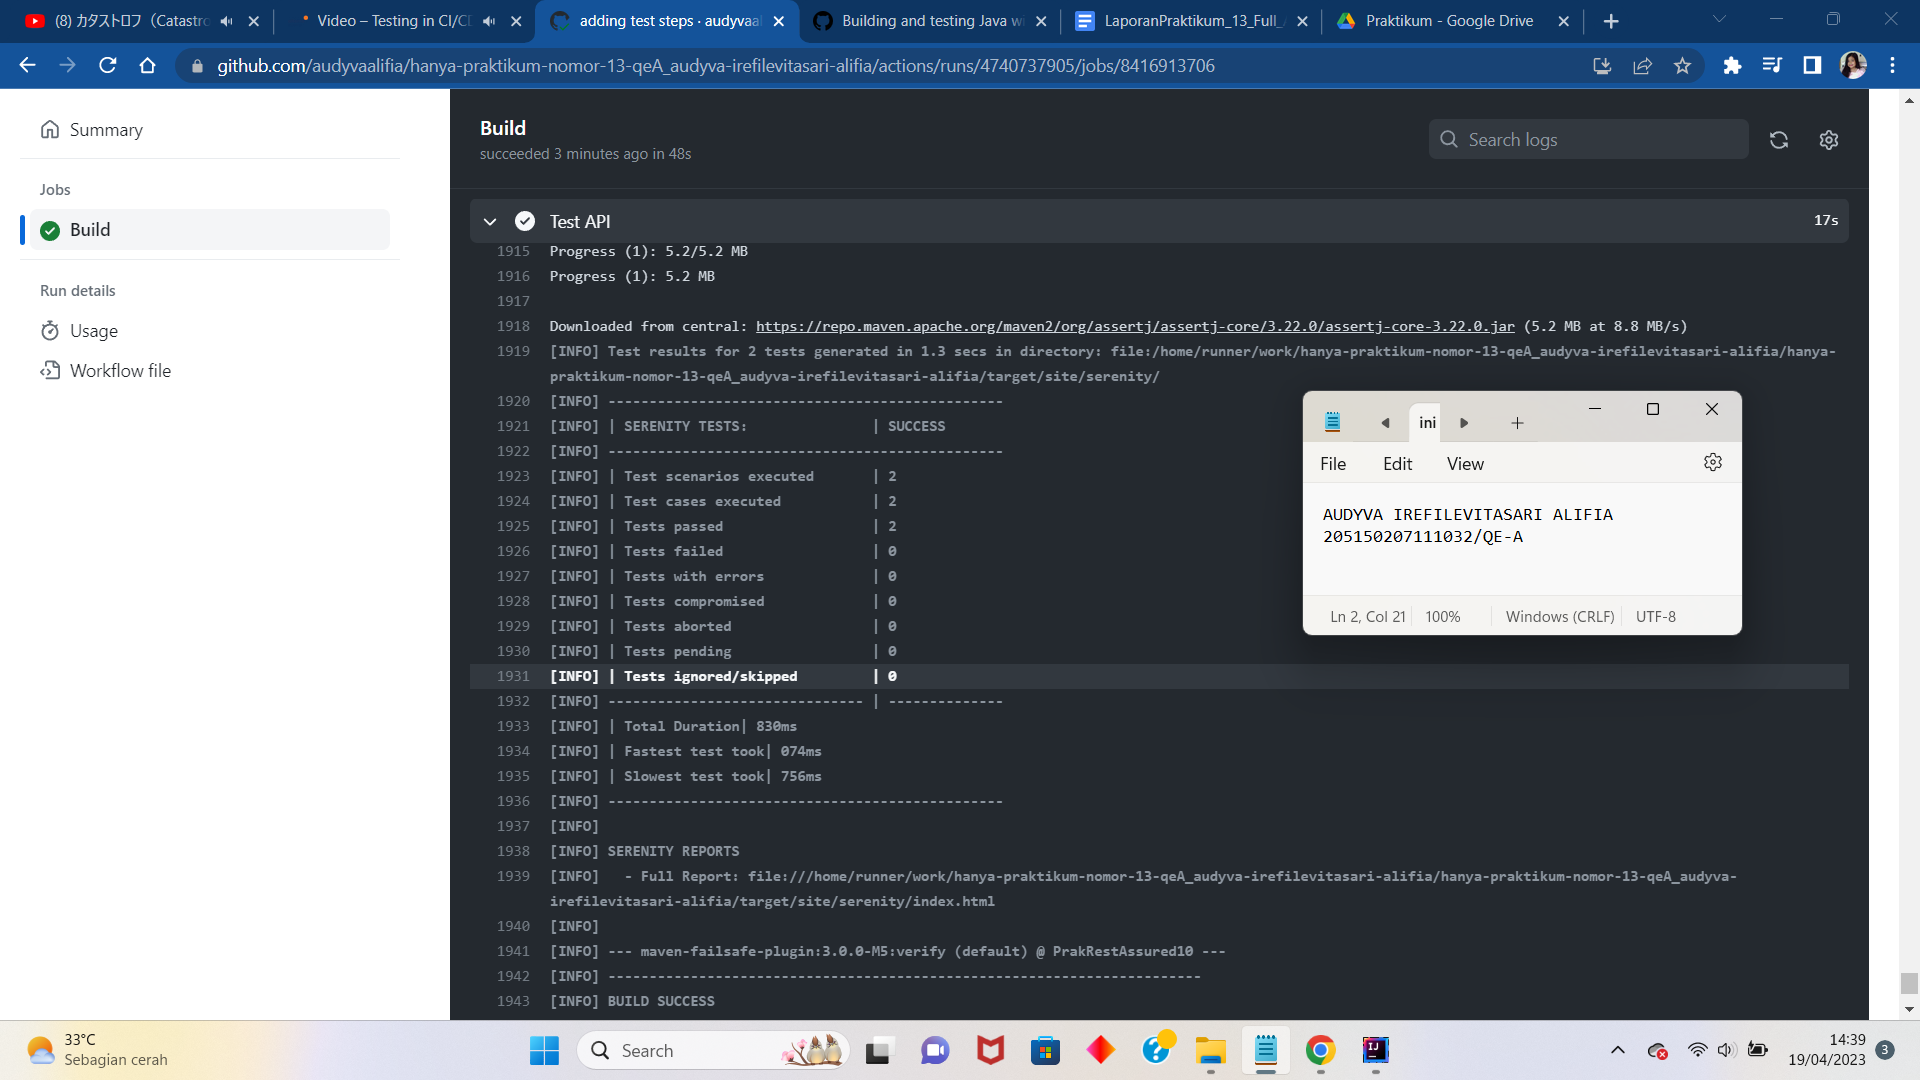 (8) カタストロフ（Catastro
Video – Testing in CI/CD
adding test steps · audyvaal
Building and testing Java wi
LaporanPraktikum_13_Full_
Praktikum - Google Drive
github.com/audyvaalifia/hanya-praktikum-nomor-13-qeA_audyva-irefilevitasari-alifia/actions/runs/4740737905/jobs/8416913706
Summary
Jobs
Build
Run details
Usage
Workflow file
Build
succeeded 3 minutes ago in 48s
Search logs
Test API 17s
1915 Progress (1): 5.2/5.2 MB
1916 Progress (1): 5.2 MB
1917
1918 Downloaded from central: https://repo.maven.apache.org/maven2/org/assertj/assertj-core/3.22.0/assertj-core-3.22.0.jar (5.2 MB at 8.8 MB/s)
1919 [INFO] Test results for 2 tests generated in 1.3 secs in directory: file:/home/runner/work/hanya-praktikum-nomor-13-qeA_audyva-irefilevitasari-alifia/hanya-
praktikum-nomor-13-qeA_audyva-irefilevitasari-alifia/target/site/serenity/
1920 [INFO] ------------------------------------------------
1921 [INFO] | SERENITY TESTS: | SUCCESS
1922 [INFO] ------------------------------------------------
1923 [INFO] | Test scenarios executed | 2
1924 [INFO] | Test cases executed | 2
1925 [INFO] | Tests passed | 2
1926 [INFO] | Tests failed | 0
1927 [INFO] | Tests with errors | 0
1928 [INFO] | Tests compromised | 0
1929 [INFO] | Tests aborted | 0
1930 [INFO] | Tests pending | 0
1931 [INFO] | Tests ignored/skipped | 0
1932 [INFO] ------------------------------- | --------------
1933 [INFO] | Total Duration| 830ms
1934 [INFO] | Fastest test took| 074ms
1935 [INFO] | Slowest test took| 756ms
1936 [INFO] ------------------------------------------------
1937 [INFO]
1938 [INFO] SERENITY REPORTS
1939 [INFO] - Full Report: file:///home/runner/work/hanya-praktikum-nomor-13-qeA_audyva-irefilevitasari-alifia/hanya-praktikum-nomor-13-qeA_audyva-
irefilevitasari-alifia/target/site/serenity/index.html
1940 [INFO]
1941 [INFO] --- maven-failsafe-plugin:3.0.0-M5:verify (default) @ PrakRestAssured10 ---
1942 [INFO] ------------------------------------------------------------------------
1943 [INFO] BUILD SUCCESS
ini
File Edit View
AUDYVA IREFILEVITASARI ALIFIA
205150207111032/QE-A
Ln 2, Col 21 100% Windows (CRLF) UTF-8
33°C
Sebagian cerah
Search
IJ
14:39
19/04/2023
3